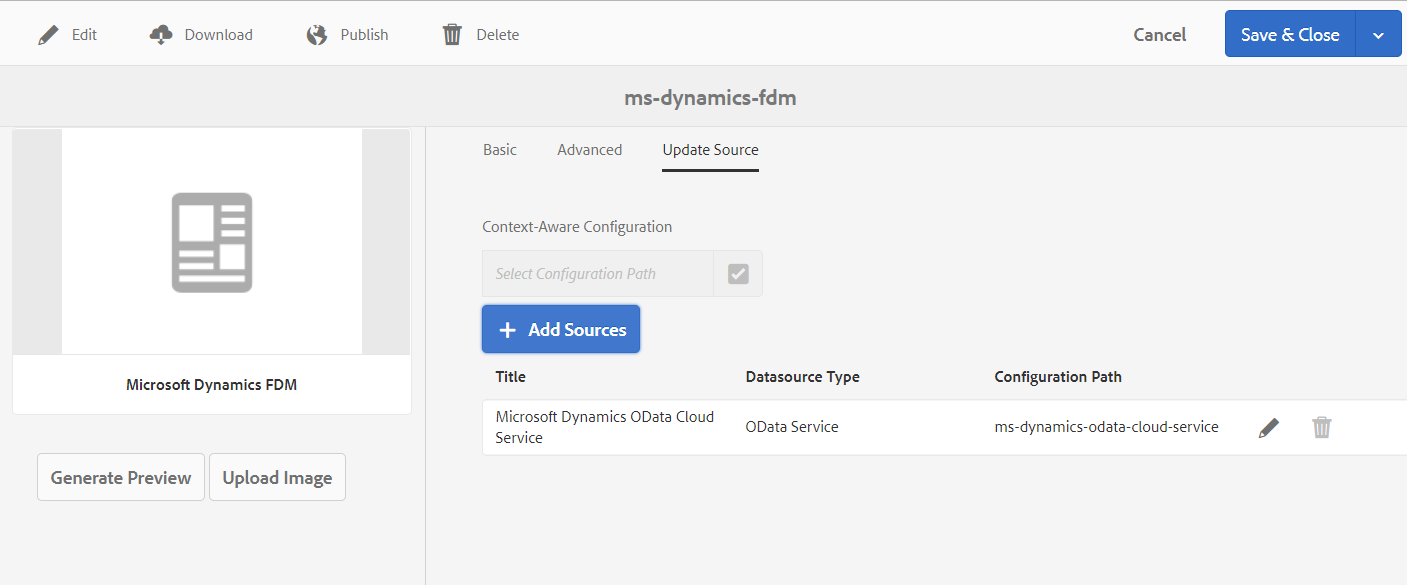 Edit Download Publish Delete Cancel Save & Close
ms-dynamics-fdm
Basic Advanced Update Source
Context-Aware Configuration
Select Configuration Path
Add Sources
Title Datasource Type Configuration Path
Microsoft Dynamics OData Cloud
Service
OData Service
ms-dynamics-odata-cloud-service
Microsoft Dynamics FDM
Generate Preview Upload Image